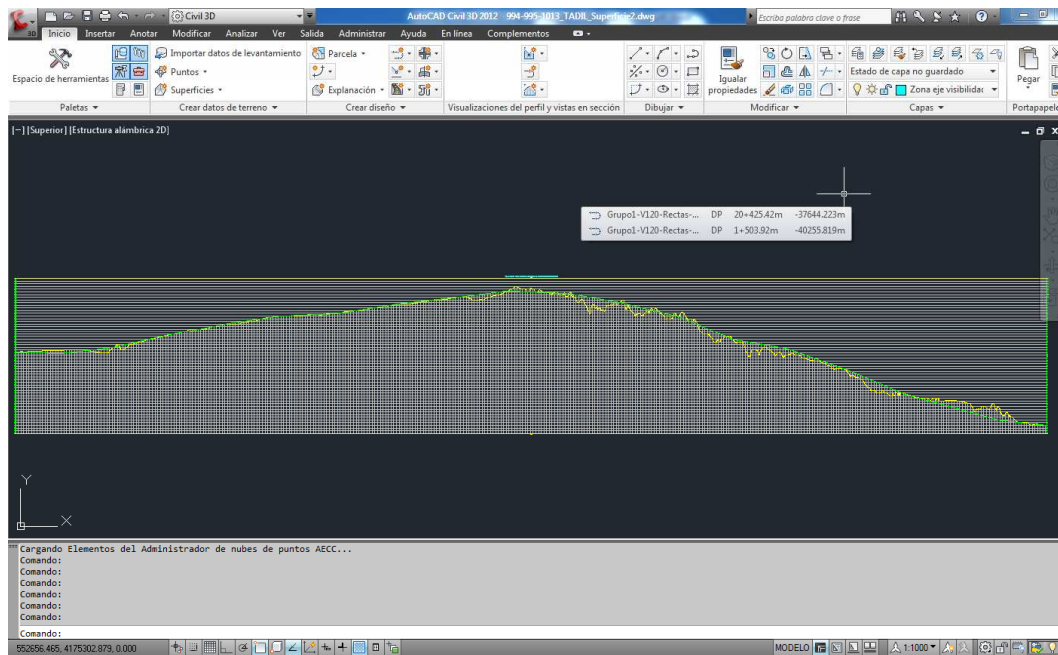 Civil 3D
AutoCAD Civil 3D 2012 994-995-1013_TADIL_Superficie2.dwg
Escriba palabra clave o frase
3D
Inicio Insertar Anotar Modificar Analizar Ver Salida Administrar Ayuda En línea Complementos
Espacio de herramientas
Importar datos de levantamiento
Puntos
Superficies
Parcela
Explanación
Igualar propiedades
Estado de capa no guardado
Zona eje visibilidad
Pegar
Paletas Crear datos de terreno Crear diseño Visualizaciones del perfil y vistas en sección Dibujar Modificar Capas Portapapele
[−] [Superior] [Estructura alámbrica 2D]
Grupo1-V120-Rectas-... DP 20+425.42m -37644.223m
Grupo1-V120-Rectas-... DP 1+503.92m -40255.819m
Y
X
Cargando Elementos del Administrador de nubes de puntos AECC...
Comando:
Comando:
Comando:
Comando:
Comando:
Comando:
Comando:
552656.465, 4175302.879, 0.000
MODELO
1:1000